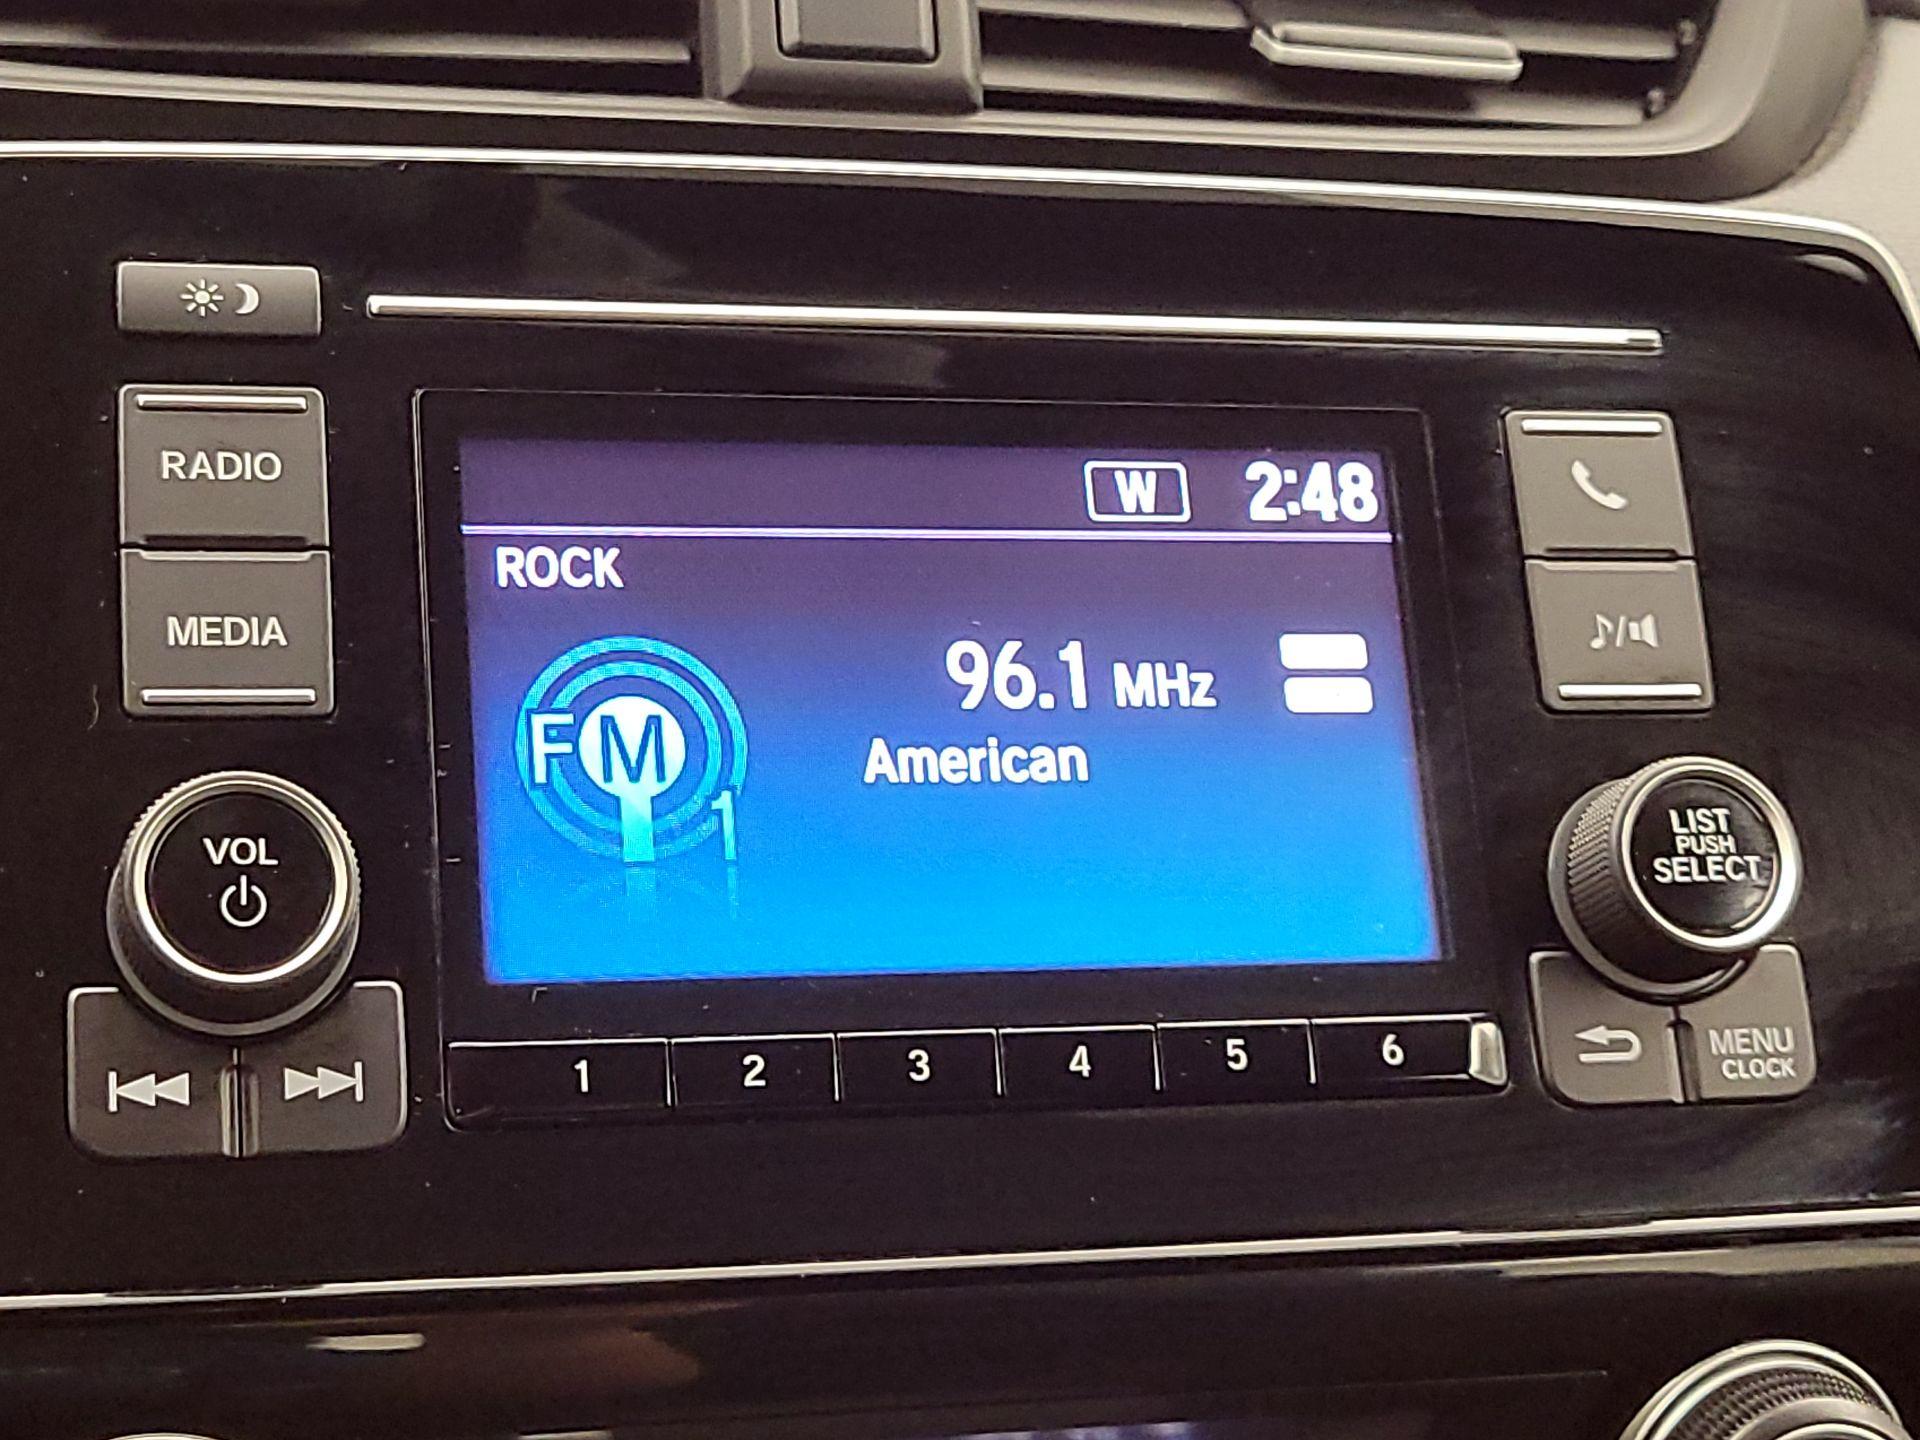 RADIO
MEDIA
VOL
W 2:48
ROCK
96.1 MHz
FM
1
American
1 2 3 4 5 6
LIST
PUSH
SELECT
MENU
CLOCK